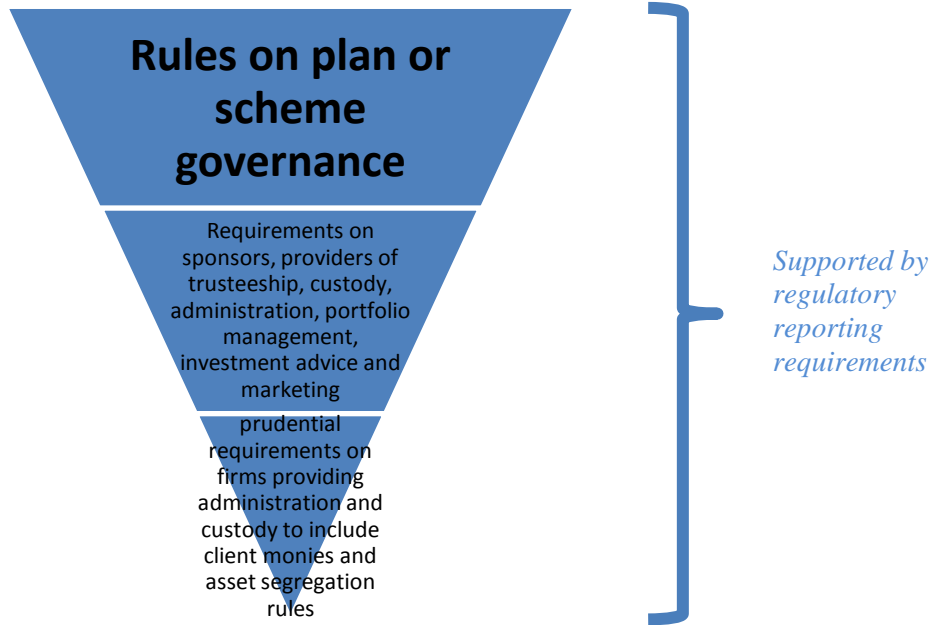 Rules on plan or
scheme
governance
Requirements on
sponsors, providers of
trusteeship, custody,
administration, portfolio
management,
investment advice and
marketing
prudential
requirements on
firms providing
administration and
custody to include
client monies and
asset segregation
rules
Supported by
regulatory
reporting
requirements